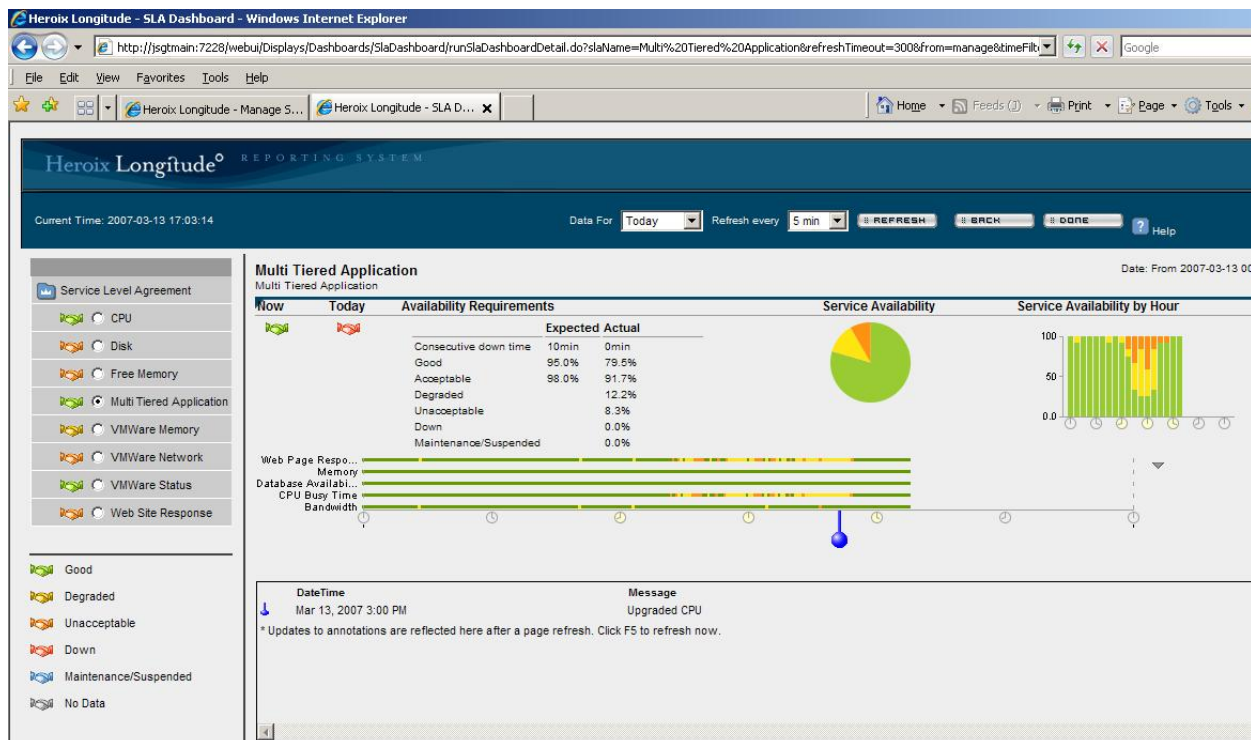 Heroix Longitude - SLA Dashboard - Windows Internet Explorer
http://jsgtmain:7228/webui/Displays/Dashboards/SlaDashboard/runSlaDashboardDetail.do?slaName=Multi%20Tiered%20Application&refreshTimeout=300&from=manage&timeFilt
Google
File Edit View Favorites Tools Help
Heroix Longitude - Manage S... Heroix Longitude - SLA D... Home Feeds (J) Print Page Tools
Heroix Longitude REPORTING SYSTEM
Current Time: 2007-03-13 17:03:14 Data For Today Refresh every 5 min REFRESH BACK DONE ? Help
Multi Tiered Application Date: From 2007-03-13 00
Multi Tiered Application
Service Level Agreement
CPU
Disk
Free Memory
Multi Tiered Application
VMWare Memory
VMWare Network
VMWare Status
Web Site Response
Good
Degraded
Unacceptable
Down
Maintenance/Suspended
No Data
Now Today Availability Requirements Service Availability Service Availability by Hour
Expected Actual
Consecutive down time 10min 0min
Good 95.0% 79.5%
Acceptable 98.0% 91.7%
Degraded 12.2%
Unacceptable 8.3%
Down 0.0%
Maintenance/Suspended 0.0%
100
50
0.0
Web Page Respo...
Memory
Database Availabi...
CPU Busy Time
Bandwidth
DateTime Message
Mar 13, 2007 3:00 PM Upgraded CPU
* Updates to annotations are reflected here after a page refresh. Click F5 to refresh now.